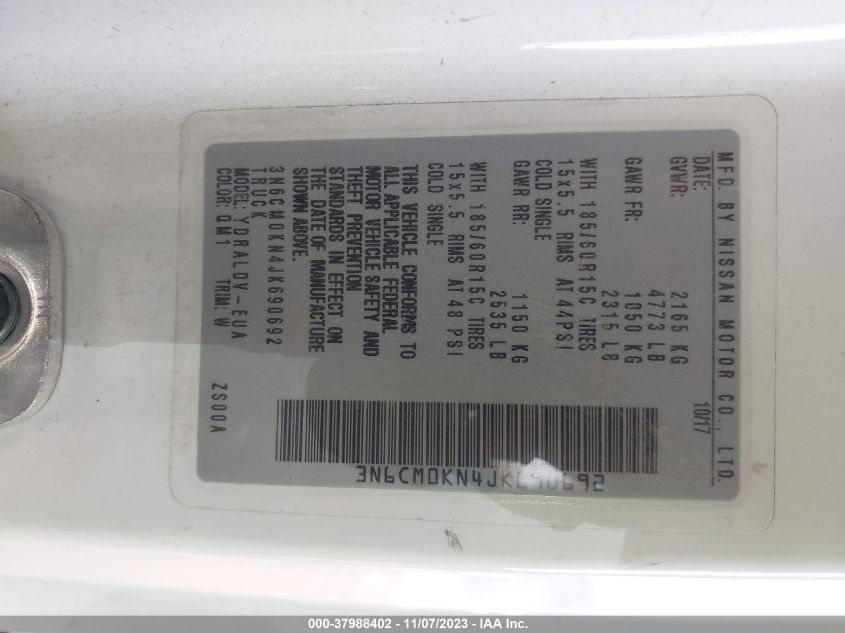 MFD. BY NISSAN MOTOR CO., LTD.
DATE: 10/17
GVWR: 2165 KG
4773 LB
GAWR FR: 1050 KG
2315 LB
WITH 185/60R15C TIRES
15x5.5 RIMS AT 44PSI
COLD SINGLE
GAWR RR: 1150 KG
2535 LB
WITH 185/60R15C TIRES
15x5.5 RIMS AT 48 PSI
COLD SINGLE
THIS VEHICLE CONFORMS TO
ALL APPLICABLE FEDERAL
MOTOR VEHICLE SAFETY AND
THEFT PREVENTION
STANDARDS IN EFFECT ON
THE DATE OF MANUFACTURE
SHOWN ABOVE.
3N6CM0KN4JK690692
TRUCK
MODEL: YDRALDV-EUA
COLOR: QM1 TRIM: W
ZS00A
3N6CM0KN4JK690692
000-37988402 - 11/07/2023 - IAA Inc.